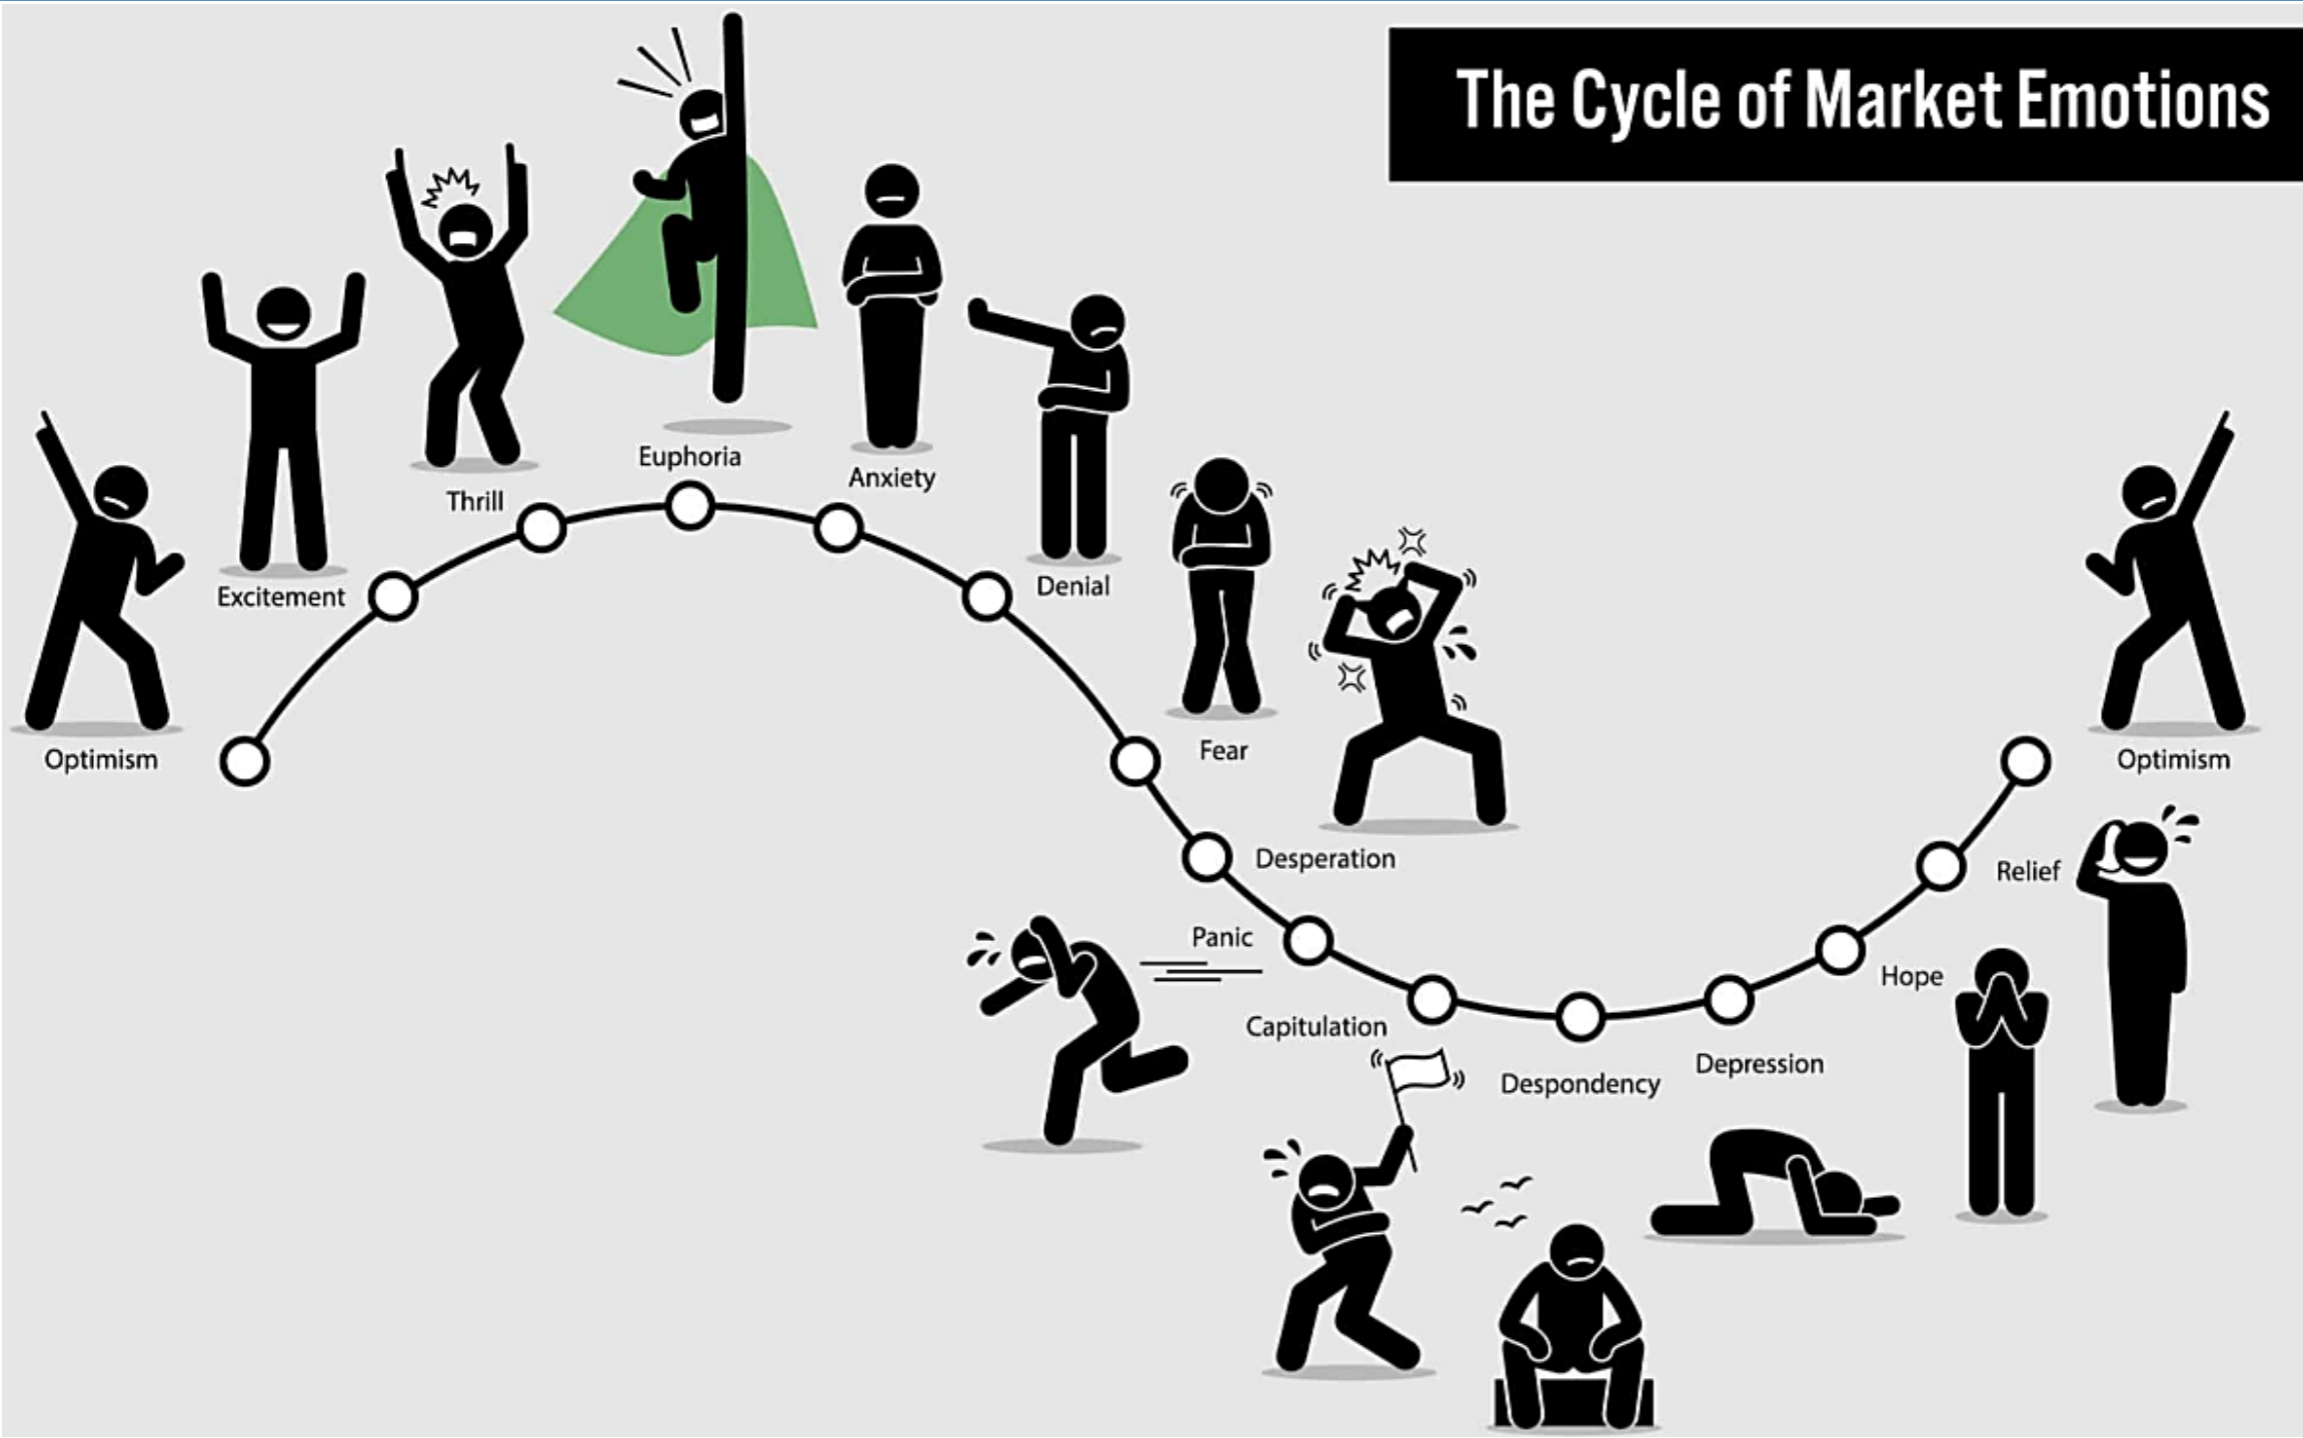 The Cycle of Market Emotions
Optimism
Excitement
Thrill
Euphoria
Anxiety
Denial
Fear
Desperation
Panic
Capitulation
Despondency
Depression
Hope
Relief
Optimism